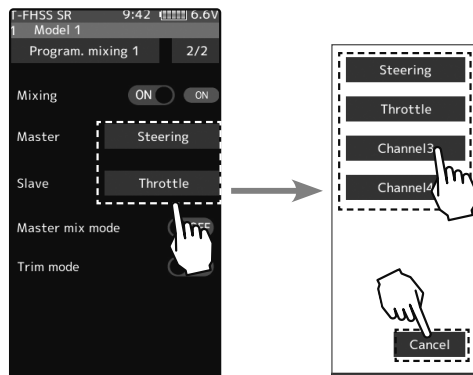 T-FHSS SR 9:42 6.6V
1 Model 1
Program. mixing 1 2/2
Mixing ON ON
Master Steering
Slave Throttle
Master mix mode
Trim mode
Steering
Throttle
Channel3
Channel4
Cancel